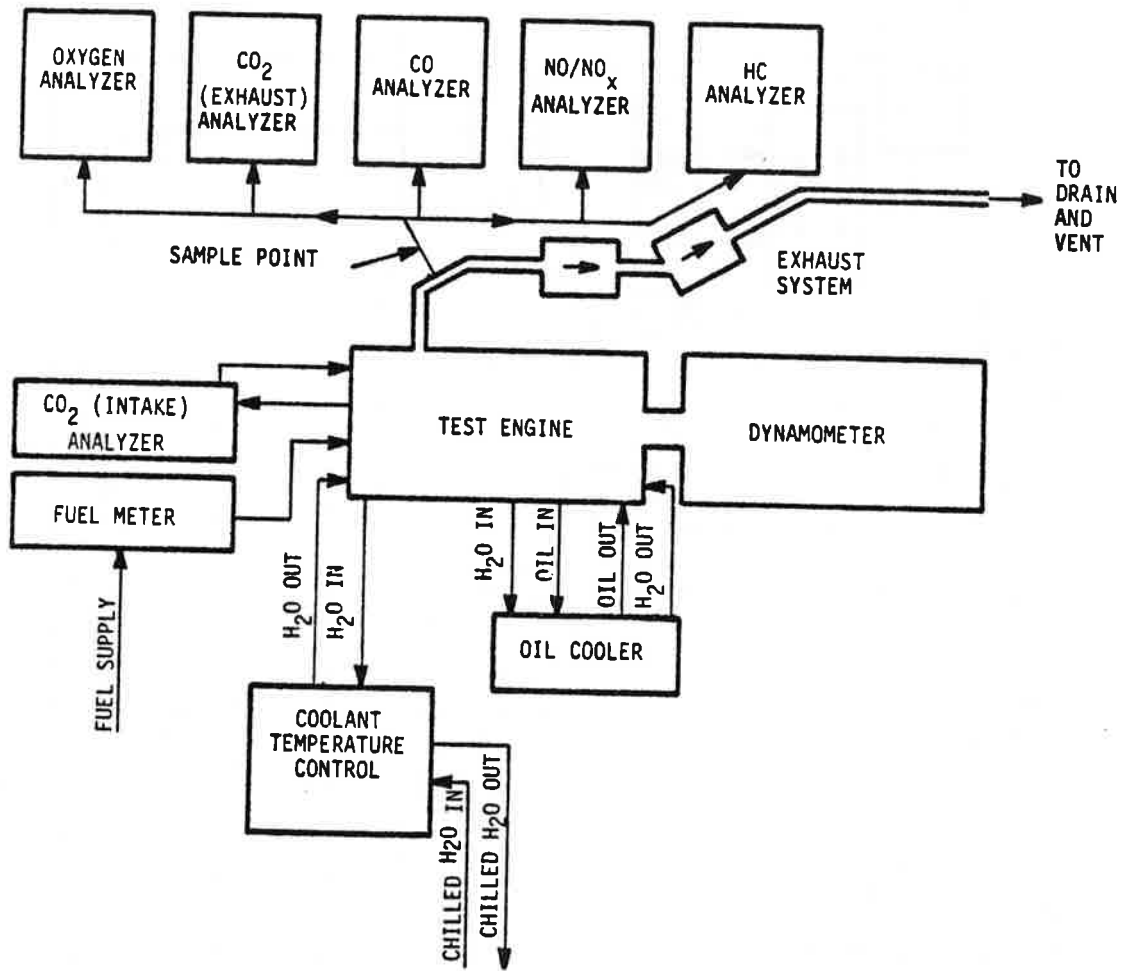 OXYGEN
ANALYZER
CO₂
(EXHAUST)
ANALYZER
CO
ANALYZER
NO/NOₓ
ANALYZER
HC
ANALYZER
TO
DRAIN
AND
VENT
SAMPLE POINT
EXHAUST
SYSTEM
CO₂ (INTAKE)
ANALYZER
TEST ENGINE
DYNAMOMETER
FUEL METER
FUEL SUPPLY
H₂O OUT
H₂O IN
H₂O IN
OIL IN
OIL OUT
H₂O OUT
OIL COOLER
COOLANT
TEMPERATURE
CONTROL
CHILLED H₂O IN
CHILLED H₂O OUT